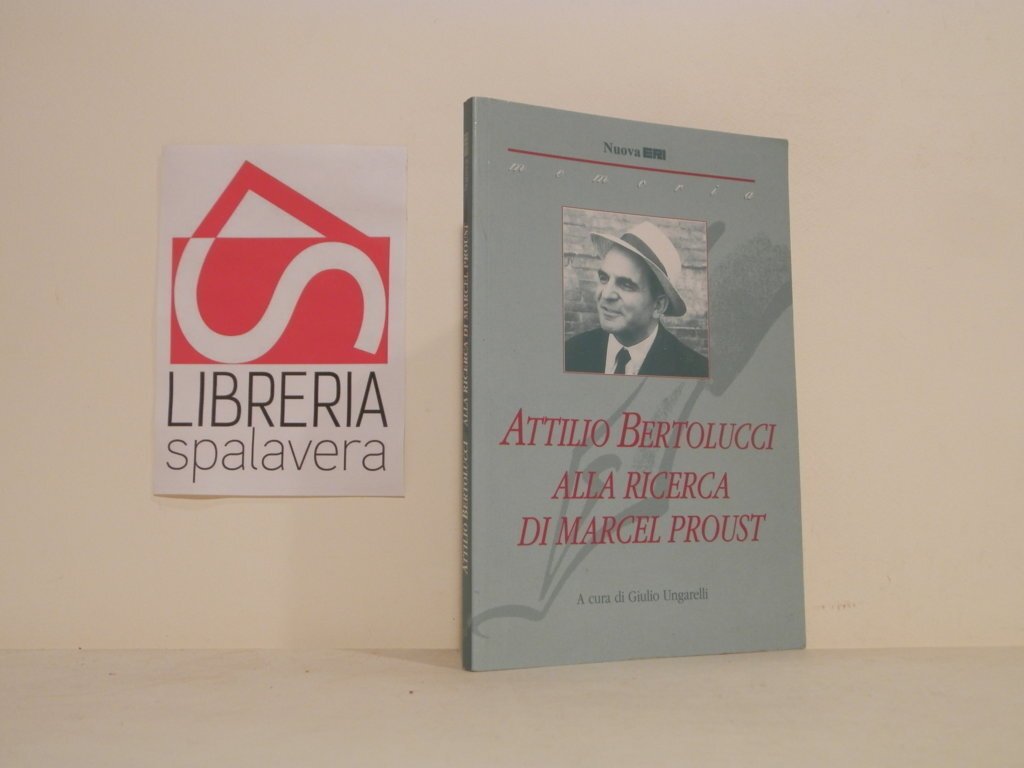 LIBRERIA
spalavera
Nuova ERI
memoria
ATTILIO BERTOLUCCI
ALLA RICERCA
DI MARCEL PROUST
A cura di Giulio Ungarelli
ATTILIO BERTOLUCCI ALLA RICERCA DI MARCEL PROUST